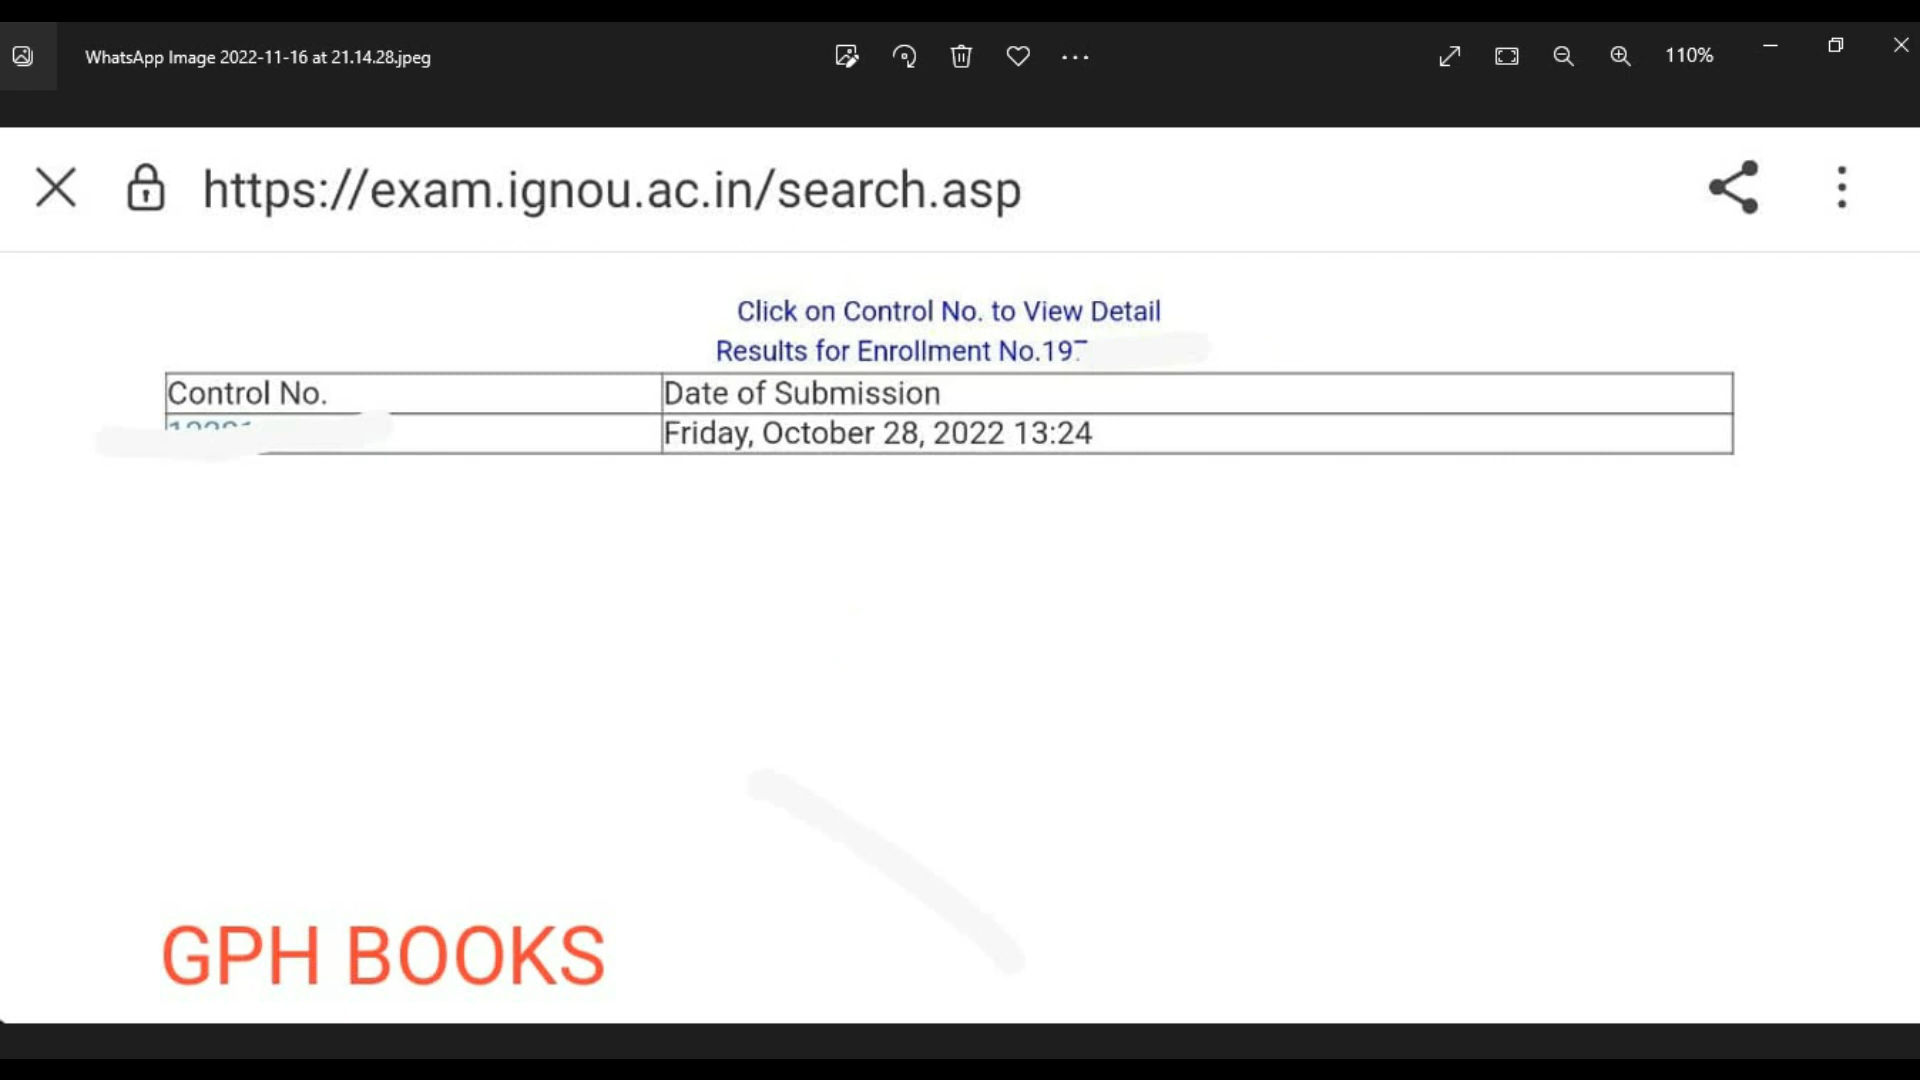 WhatsApp Image 2022-11-16 at 21.14.28.jpeg
110%
https://exam.ignou.ac.in/search.asp
Click on Control No. to View Detail
Results for Enrollment No.19
Control No. Date of Submission
Friday, October 28, 2022 13:24
GPH BOOKS